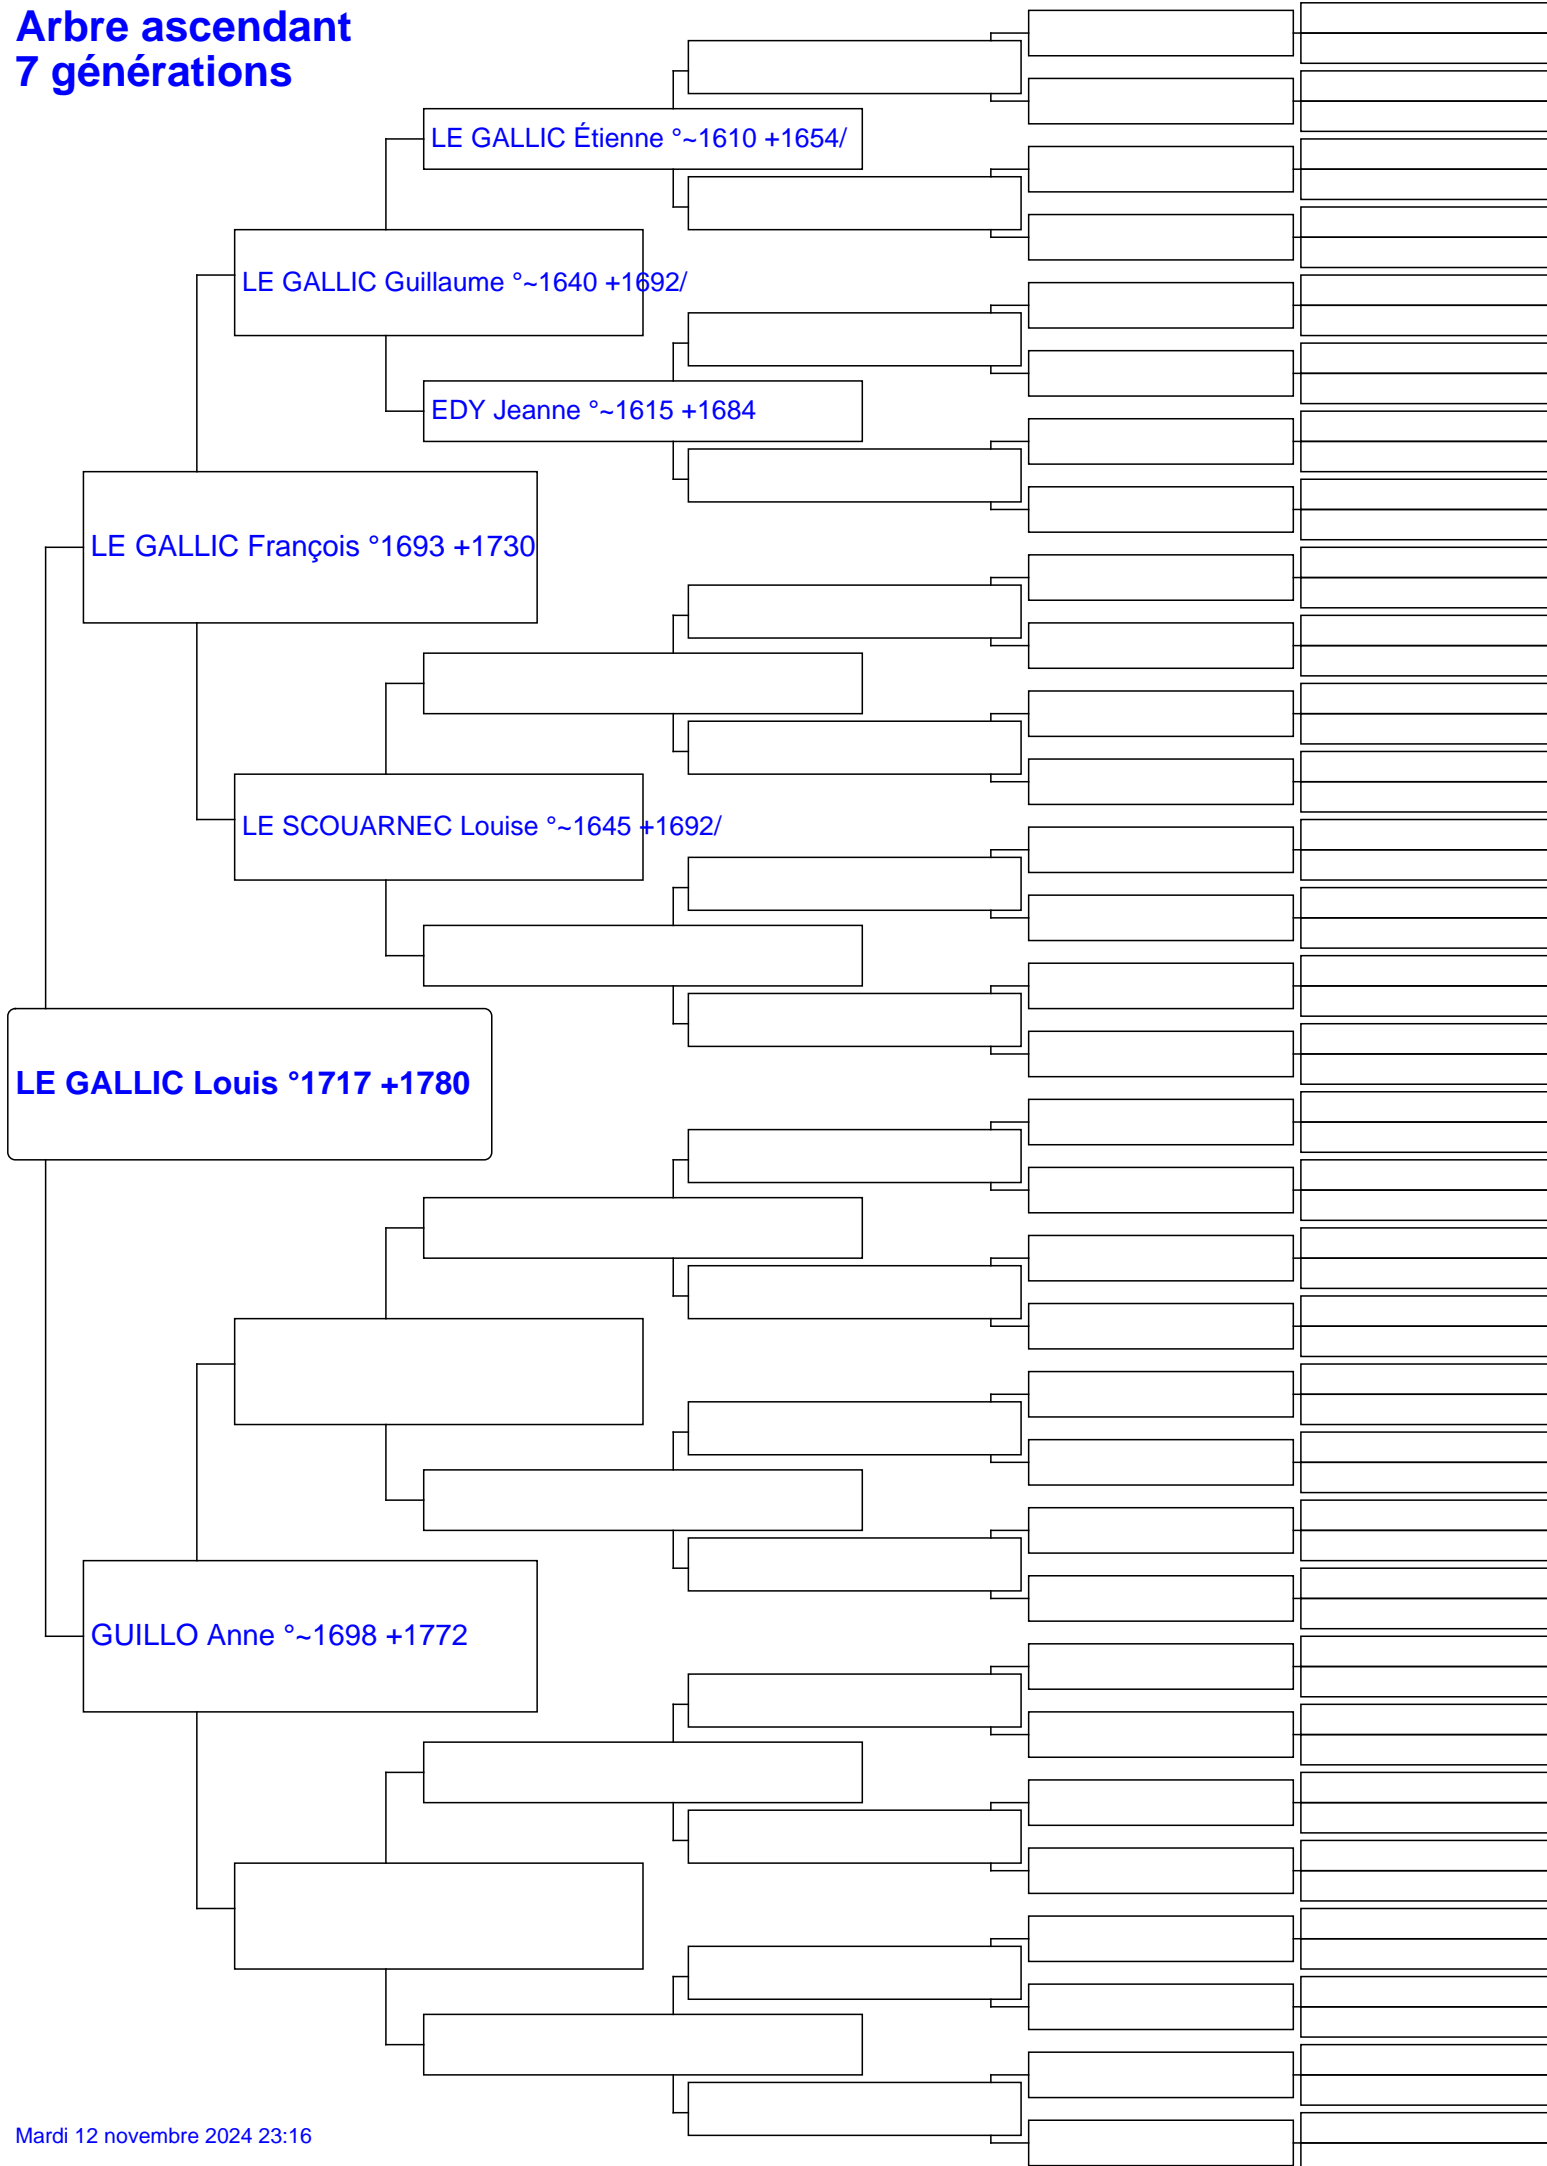 Arbre ascendant
7 générations
LE GALLIC Étienne °~1610 +1654/
LE GALLIC Guillaume °~1640 +1692/
EDY Jeanne °~1615 +1684
LE GALLIC François °1693 +1730
LE SCOUARNEC Louise °~1645 +1692/
LE GALLIC Louis °1717 +1780
GUILLO Anne °~1698 +1772
Mardi 12 novembre 2024 23:16